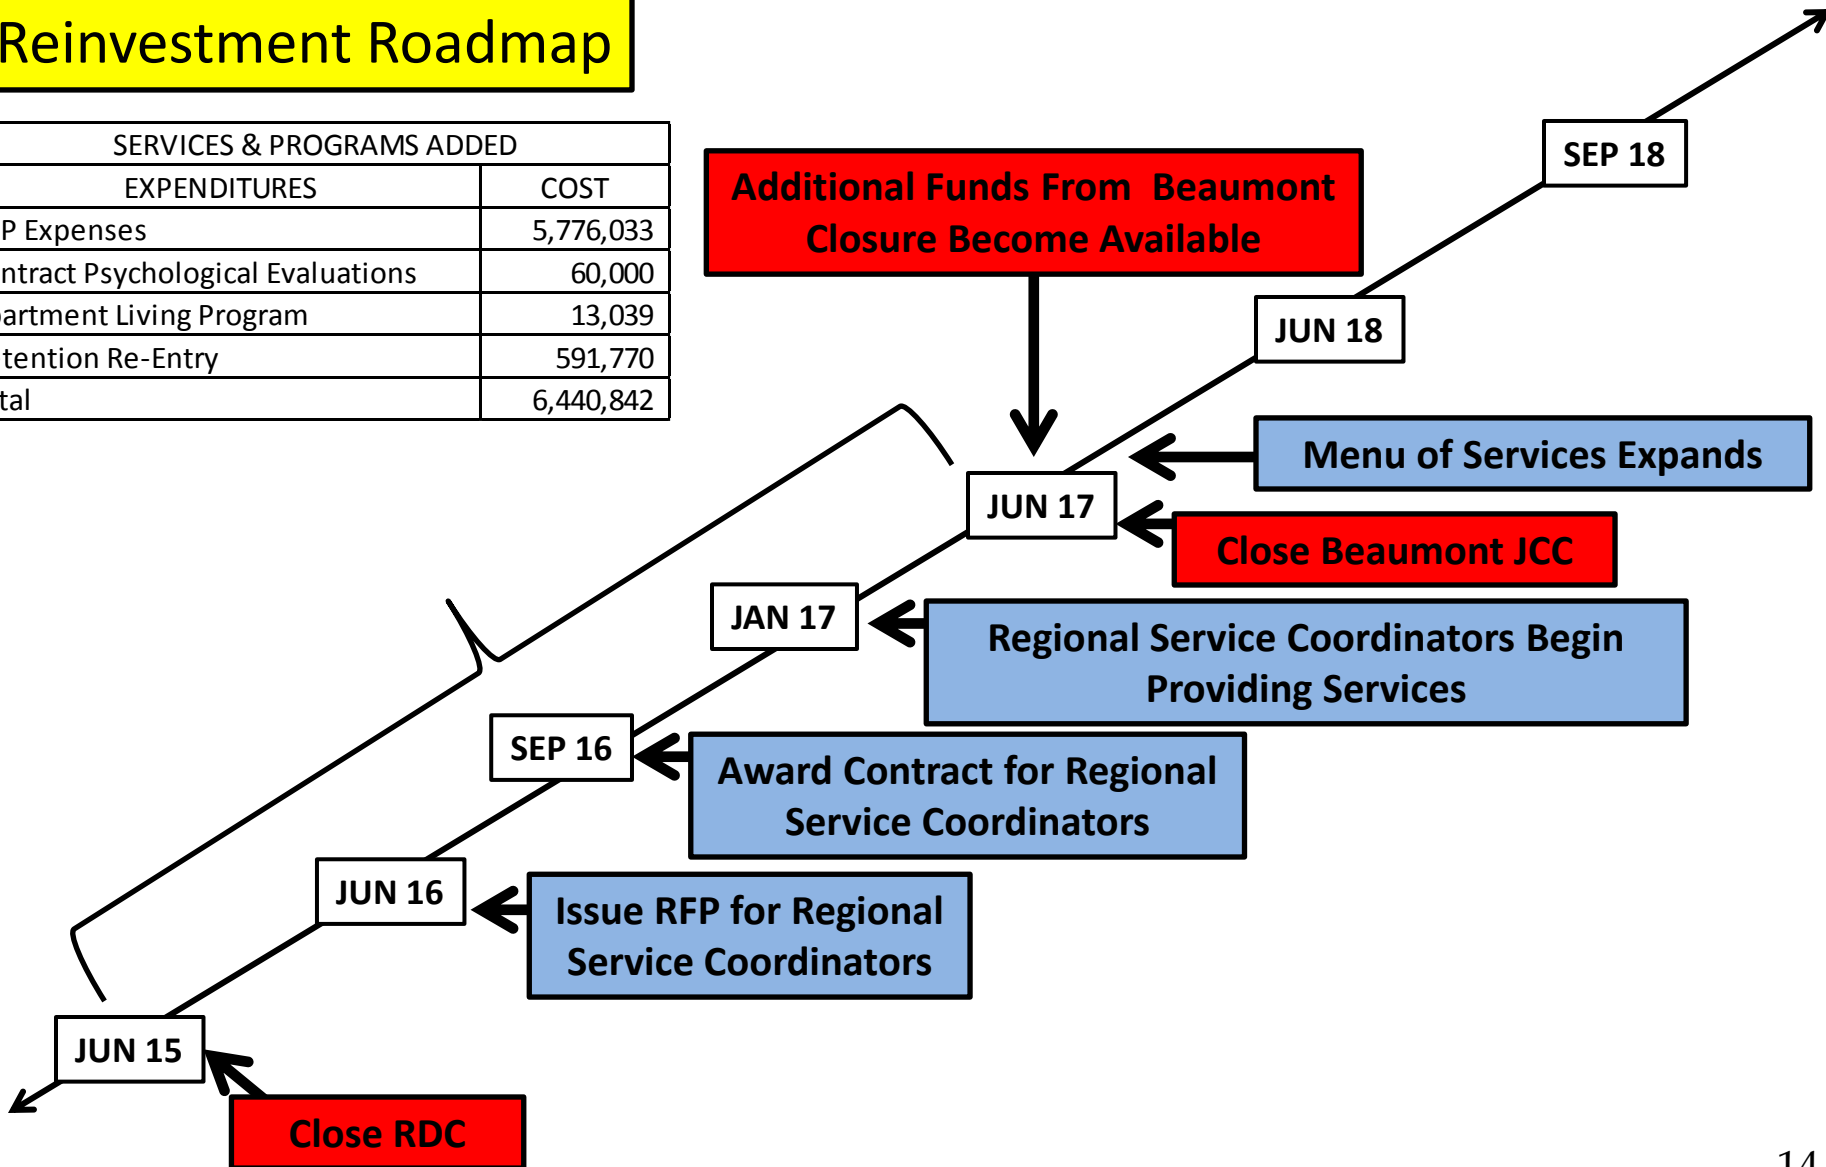 Reinvestment Roadmap
SERVICES & PROGRAMS ADDED
EXPENDITURES COST
P Expenses 5,776,033
ntract Psychological Evaluations 60,000
partment Living Program 13,039
tention Re-Entry 591,770
tal 6,440,842
Additional Funds From Beaumont
Closure Become Available
SEP 18
JUN 18
Menu of Services Expands
JUN 17
Close Beaumont JCC
JAN 17
Regional Service Coordinators Begin
Providing Services
SEP 16
Award Contract for Regional
Service Coordinators
JUN 16
Issue RFP for Regional
Service Coordinators
JUN 15
Close RDC
14